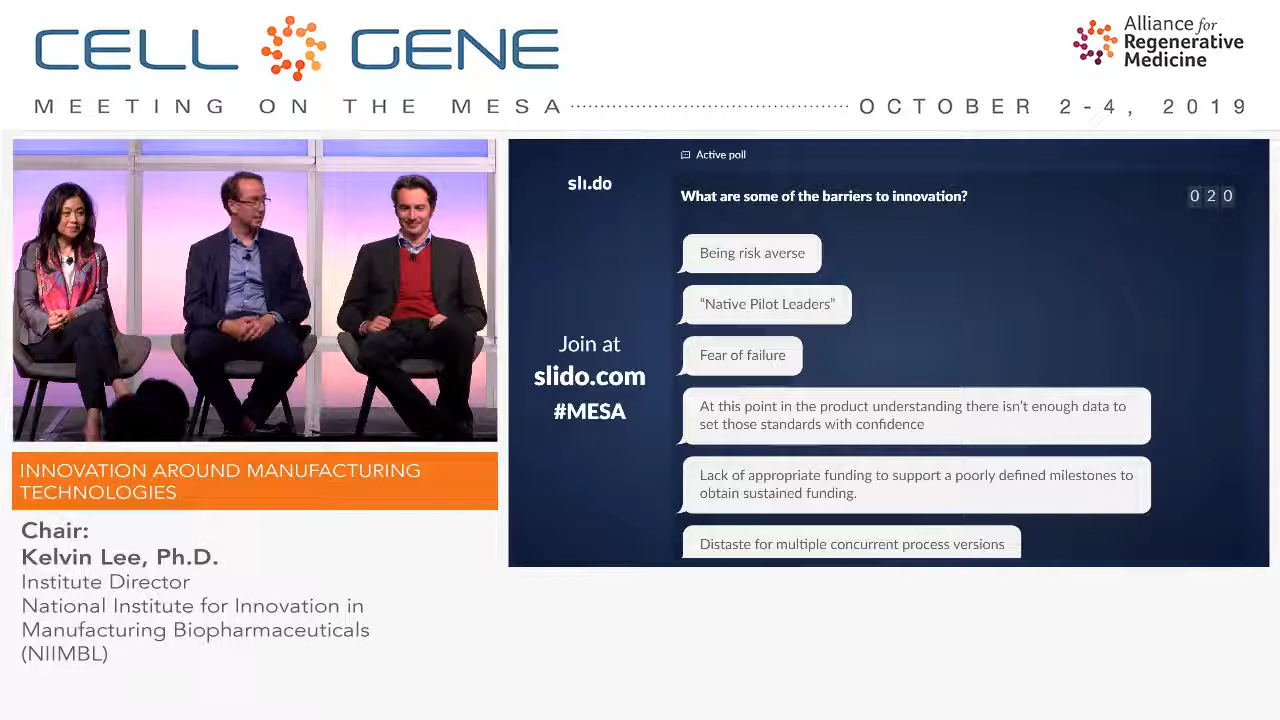 CELL GENE
Alliance for
Regenerative
Medicine
MEETING ON THE MESA
OCTOBER 2-4, 2019
sli.do
Active poll
What are some of the barriers to innovation?
020
Being risk averse
“Native Pilot Leaders”
Fear of failure
At this point in the product understanding there isn't enough data to
set those standards with confidence
Lack of appropriate funding to support a poorly defined milestones to
obtain sustained funding.
Distaste for multiple concurrent process versions
Join at
slido.com
#MESA
INNOVATION AROUND MANUFACTURING
TECHNOLOGIES
Chair:
Kelvin Lee, Ph.D.
Institute Director
National Institute for Innovation in
Manufacturing Biopharmaceuticals
(NIIMBL)